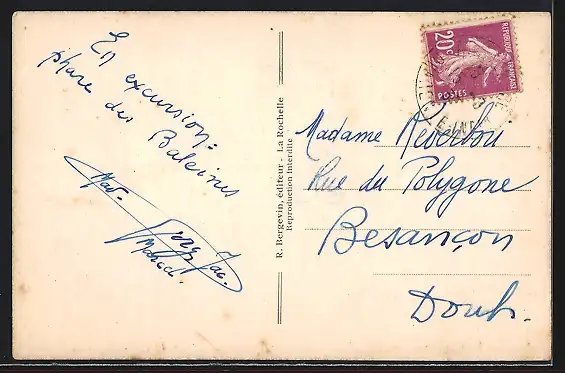 En excursion.
phare des
Baleines
R. Bergevin, éditeur - La Rochelle
Reproduction Interdite
20c
REPUBLIQUE FRANÇAISE
POSTES
Madame Reverbou
Rue du Polygone
Besançon
Doubs.